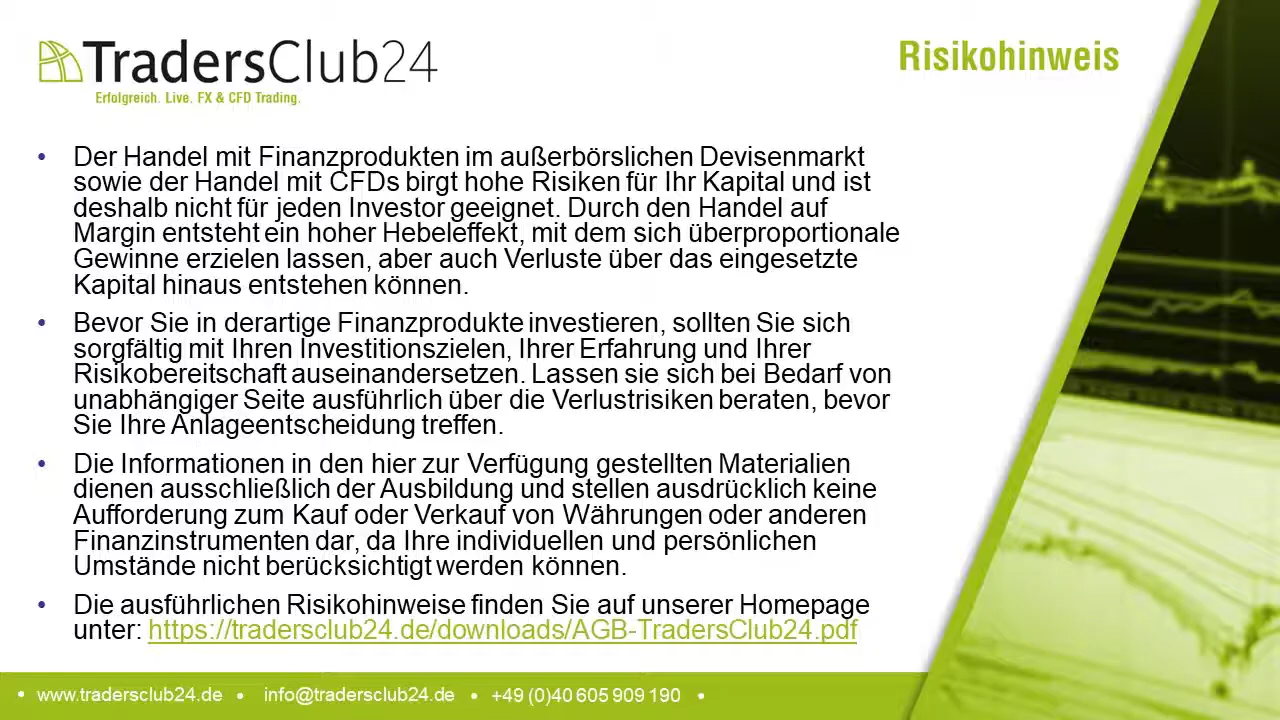 TradersClub24
Erfolgreich. Live. FX & CFD Trading.
Risikohinweis
• Der Handel mit Finanzprodukten im außerbörslichen Devisenmarkt
sowie der Handel mit CFDs birgt hohe Risiken für Ihr Kapital und ist
deshalb nicht für jeden Investor geeignet. Durch den Handel auf
Margin entsteht ein hoher Hebeleffekt, mit dem sich überproportionale
Gewinne erzielen lassen, aber auch Verluste über das eingesetzte
Kapital hinaus entstehen können.
• Bevor Sie in derartige Finanzprodukte investieren, sollten Sie sich
sorgfältig mit Ihren Investitionszielen, Ihrer Erfahrung und Ihrer
Risikobereitschaft auseinandersetzen. Lassen sie sich bei Bedarf von
unabhängiger Seite ausführlich über die Verlustrisiken beraten, bevor
Sie Ihre Anlageentscheidung treffen.
• Die Informationen in den hier zur Verfügung gestellten Materialien
dienen ausschließlich der Ausbildung und stellen ausdrücklich keine
Aufforderung zum Kauf oder Verkauf von Währungen oder anderen
Finanzinstrumenten dar, da Ihre individuellen und persönlichen
Umstände nicht berücksichtigt werden können.
• Die ausführlichen Risikohinweise finden Sie auf unserer Homepage
unter: https://tradersclub24.de/downloads/AGB-TradersClub24.pdf
• www.tradersclub24.de • info@tradersclub24.de • +49 (0)40 605 909 190 •